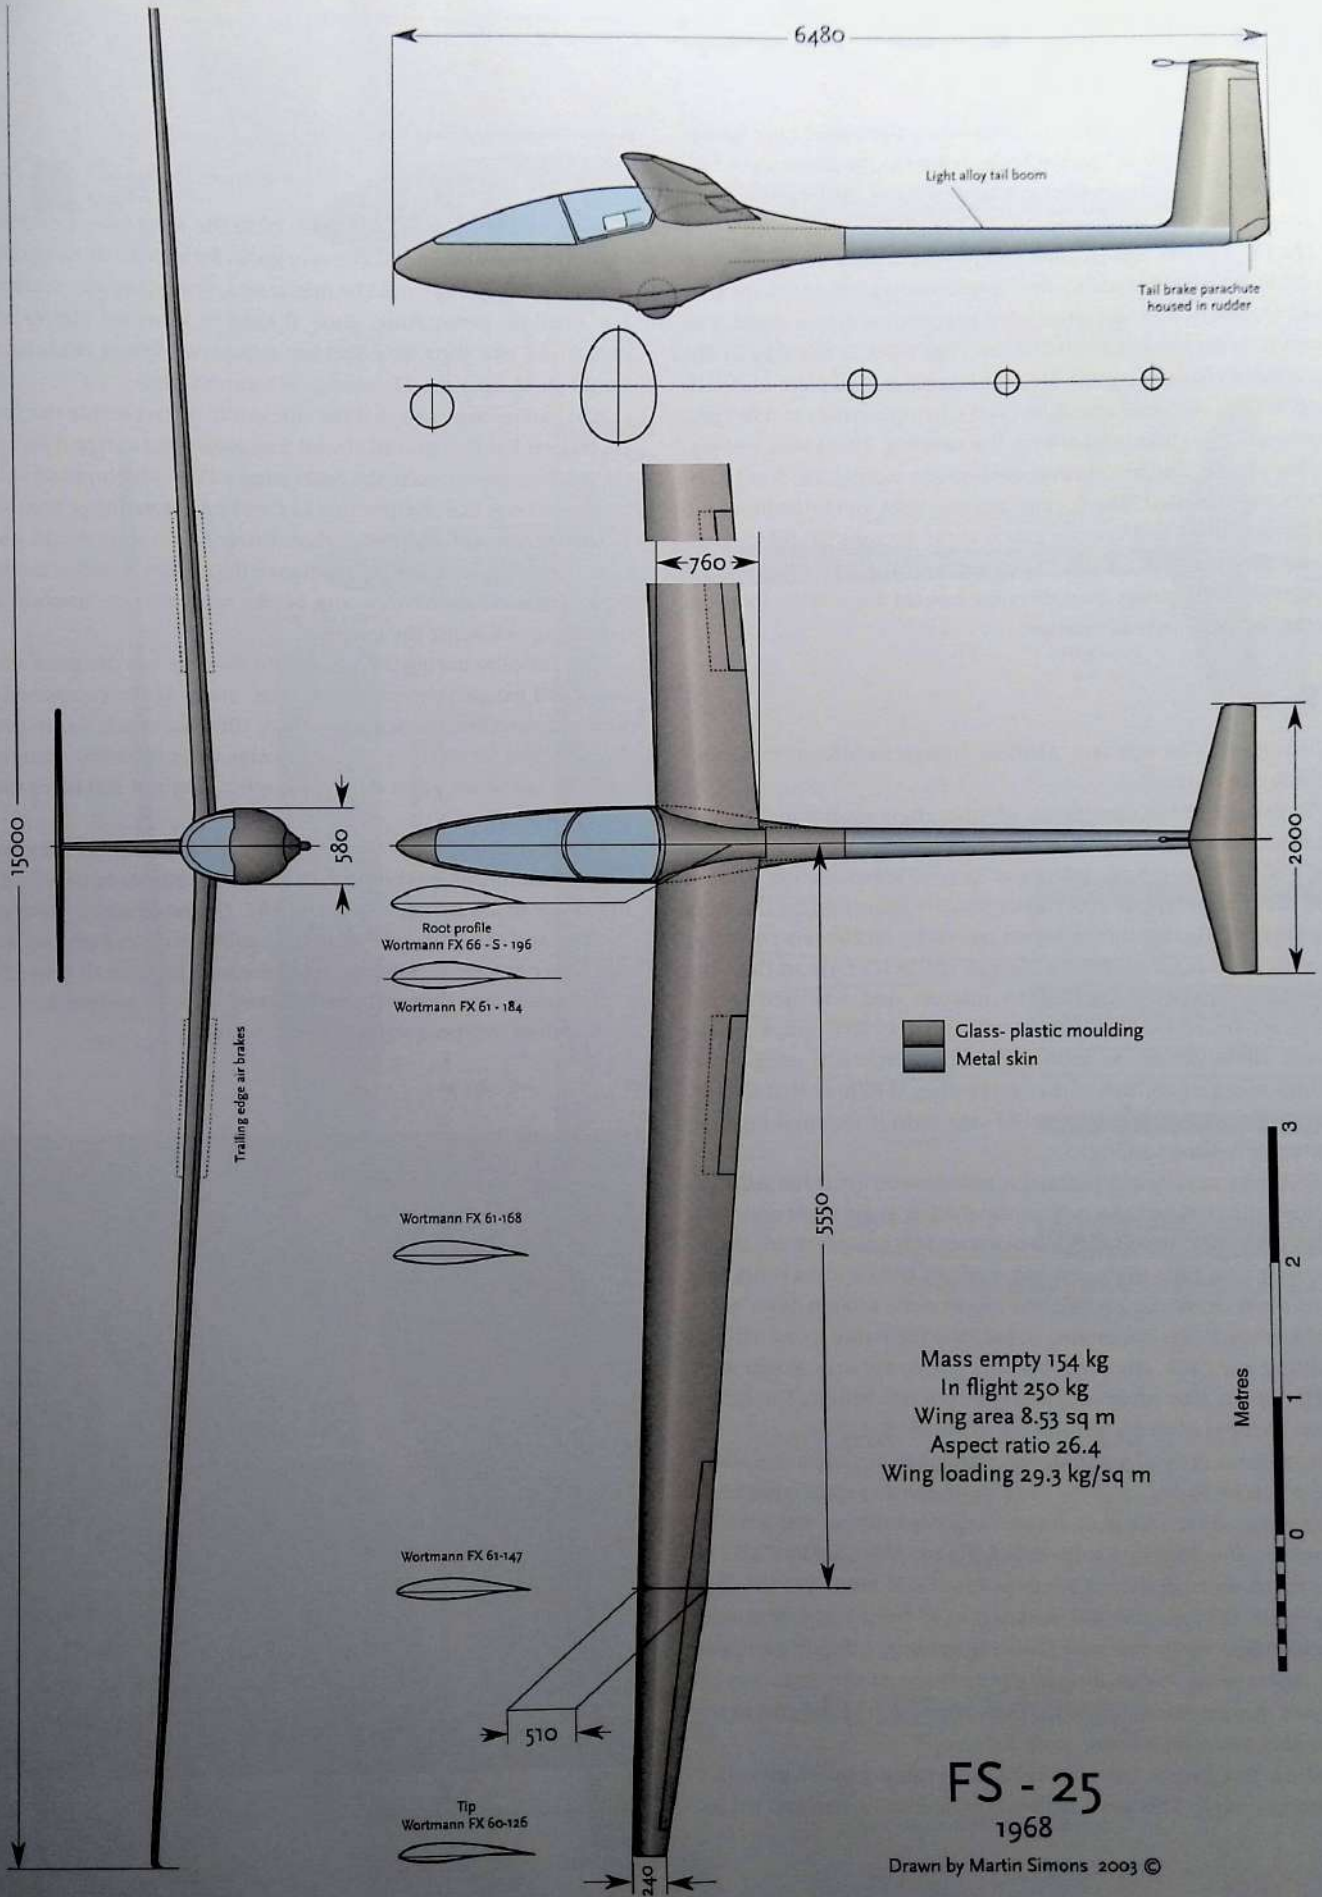 6480
Light alloy tail boom
Tail brake parachute
housed in rudder
760
15000
580
2000
Root profile
Wortmann FX 66 - S - 196
Wortmann FX 61 - 184
Glass- plastic moulding
Metal skin
Trailing edge air brakes
Wortmann FX 61-168
5550
3
2
1
0
Metres
Mass empty 154 kg
In flight 250 kg
Wing area 8.53 sq m
Aspect ratio 26.4
Wing loading 29.3 kg/sq m
Wortmann FX 61-147
510
Tip
Wortmann FX 60-126
240
FS - 25
1968
Drawn by Martin Simons 2003 ©